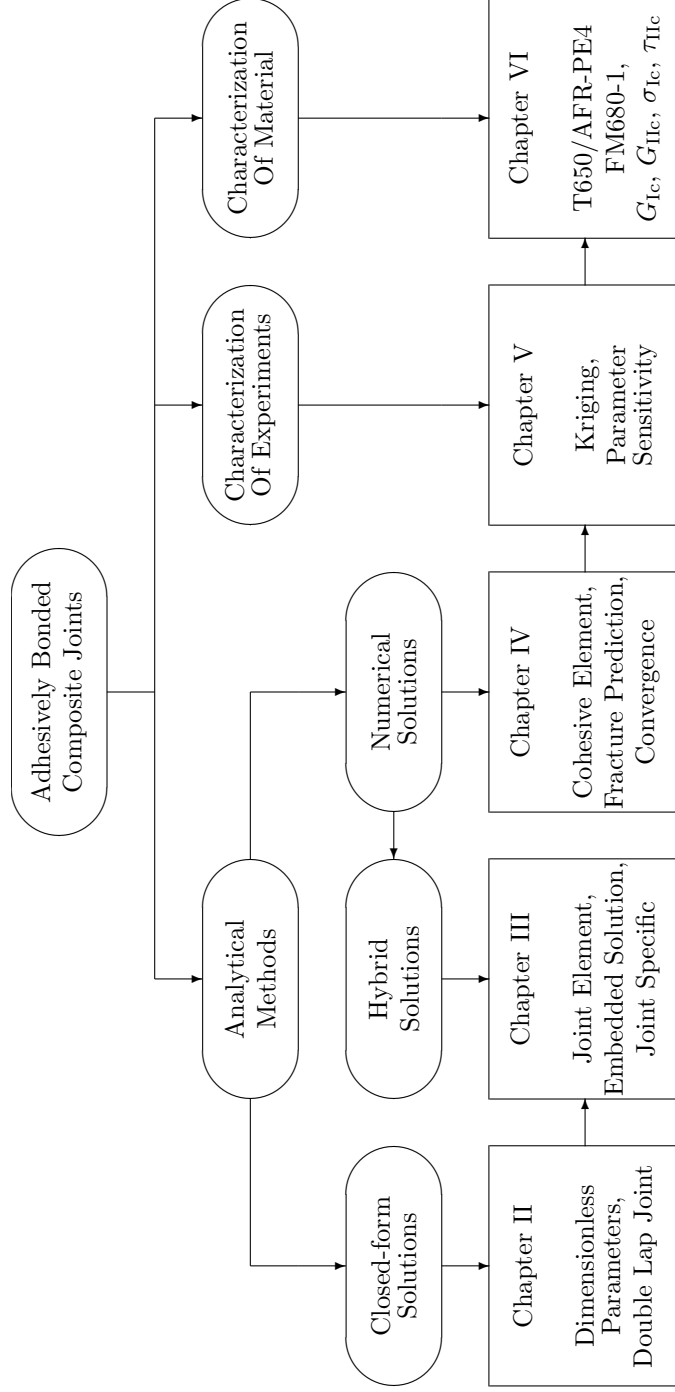 Adhesively Bonded
Composite Joints
Analytical
Methods
Characterization
Of Experiments
Characterization
Of Material
Closed-form
Solutions
Hybrid
Solutions
Numerical
Solutions
Chapter II
Dimensionless
Parameters,
Double Lap Joint
Chapter III
Joint Element,
Embedded Solution,
Joint Specific
Chapter IV
Cohesive Element,
Fracture Prediction,
Convergence
Chapter V
Kriging,
Parameter
Sensitivity
Chapter VI
T650/AFR-PE4
FM680-1,
G_Ic, G_IIc, σ_Ic, τ_IIc